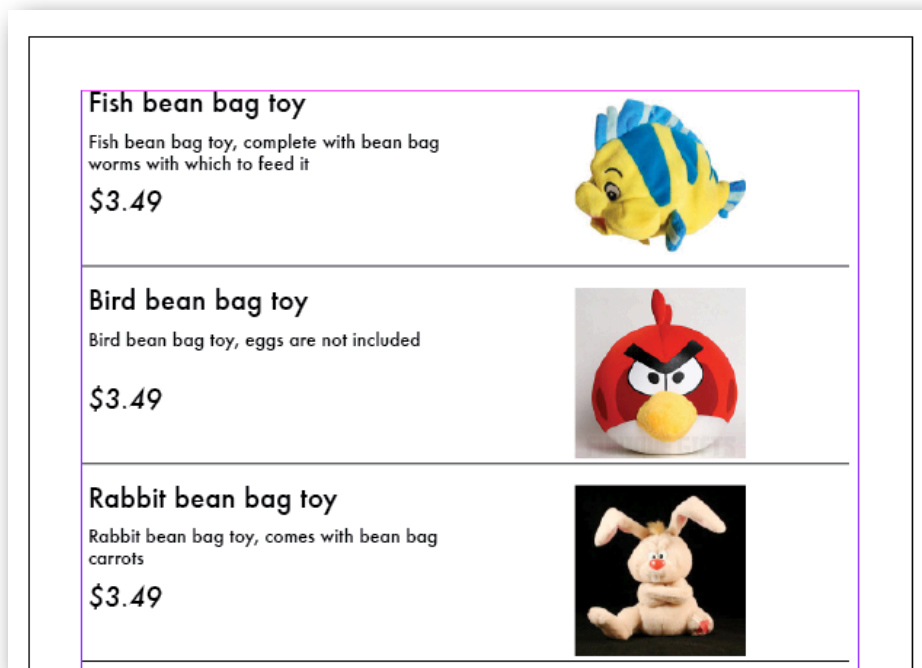 Fish bean bag toy
Fish bean bag toy, complete with bean bag
worms with which to feed it
$3.49
Bird bean bag toy
Bird bean bag toy, eggs are not included
$3.49
Rabbit bean bag toy
Rabbit bean bag toy, comes with bean bag
carrots
$3.49